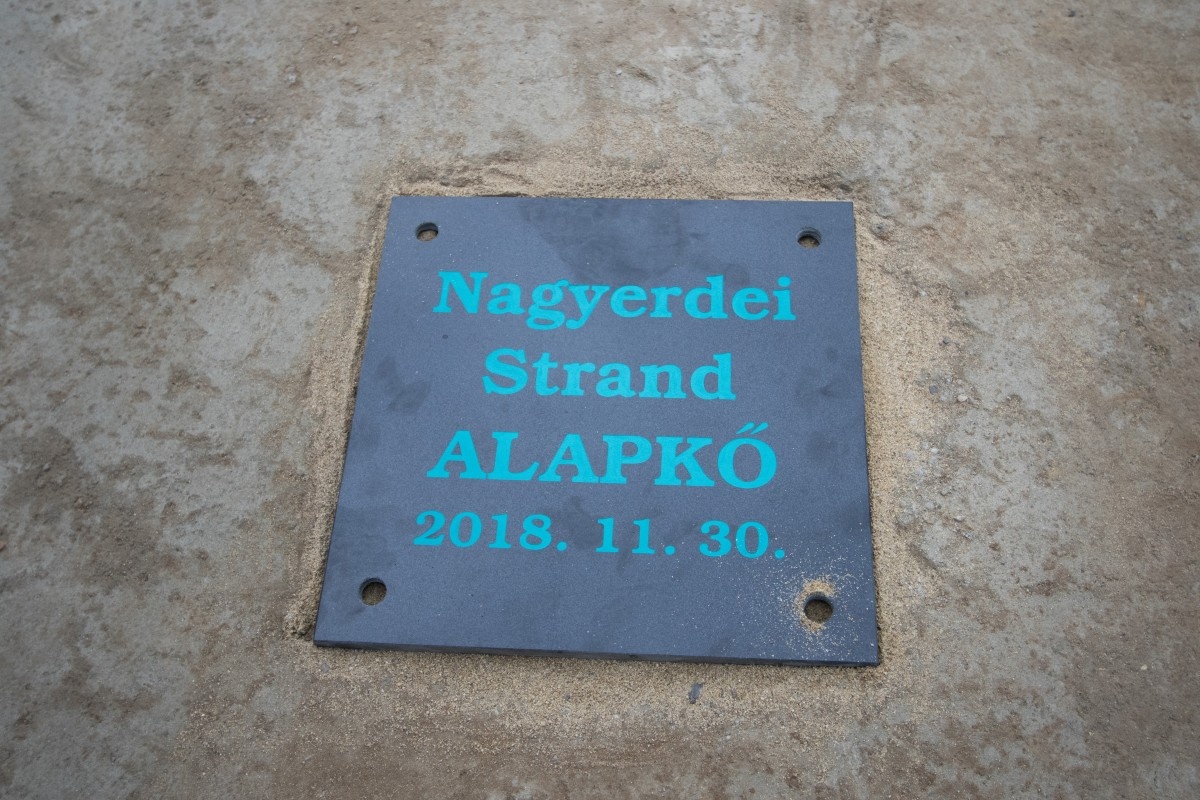 Nagyerdei
Strand
ALAPKŐ
2018. 11. 30.